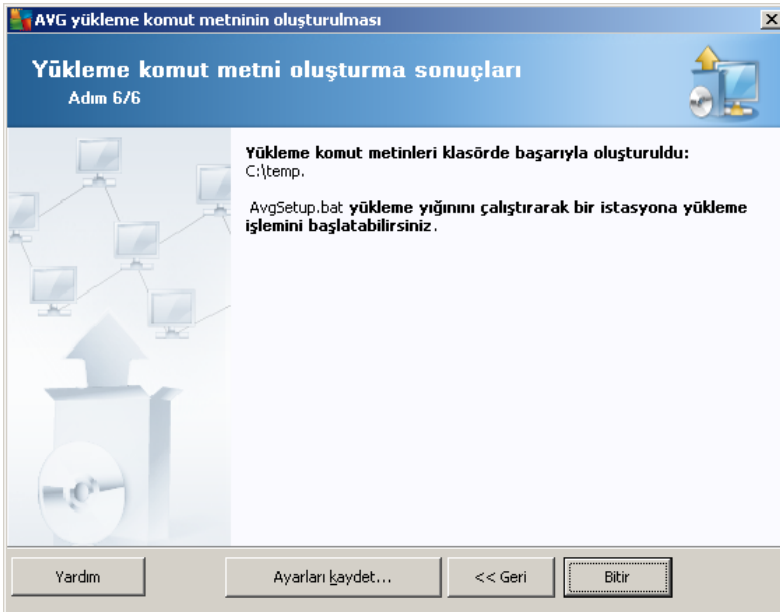 AVG yükleme komut metninin oluşturulması
Yükleme komut metni oluşturma sonuçları
Adım 6/6
Yükleme komut metinleri klasörde başarıyla oluşturuldu:
C:\temp.
AvgSetup.bat yükleme yığınını çalıştırarak bir istasyona yükleme
işlemini başlatabilirsiniz.
Yardım
Ayarları kaydet...
<< Geri
Bitir